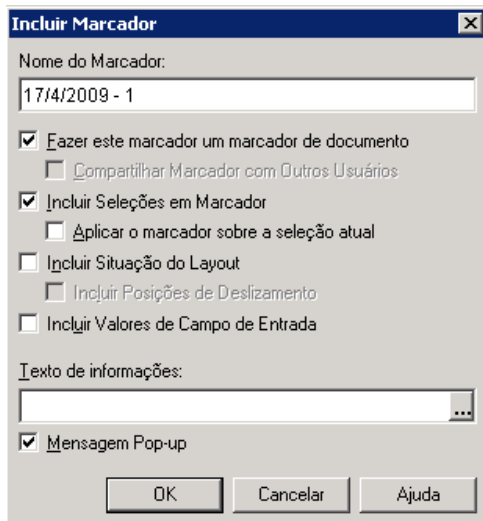 Incluir Marcador
Nome do Marcador:
17/4/2009 - 1
Fazer este marcador um marcador de documento
Compartilhar Marcador com Outros Usuários
Incluir Seleções em Marcador
Aplicar o marcador sobre a seleção atual
Incluir Situação do Layout
Incluir Posições de Deslizamento
Incluir Valores de Campo de Entrada
Texto de informações:
...
Mensagem Pop-up
OK Cancelar Ajuda